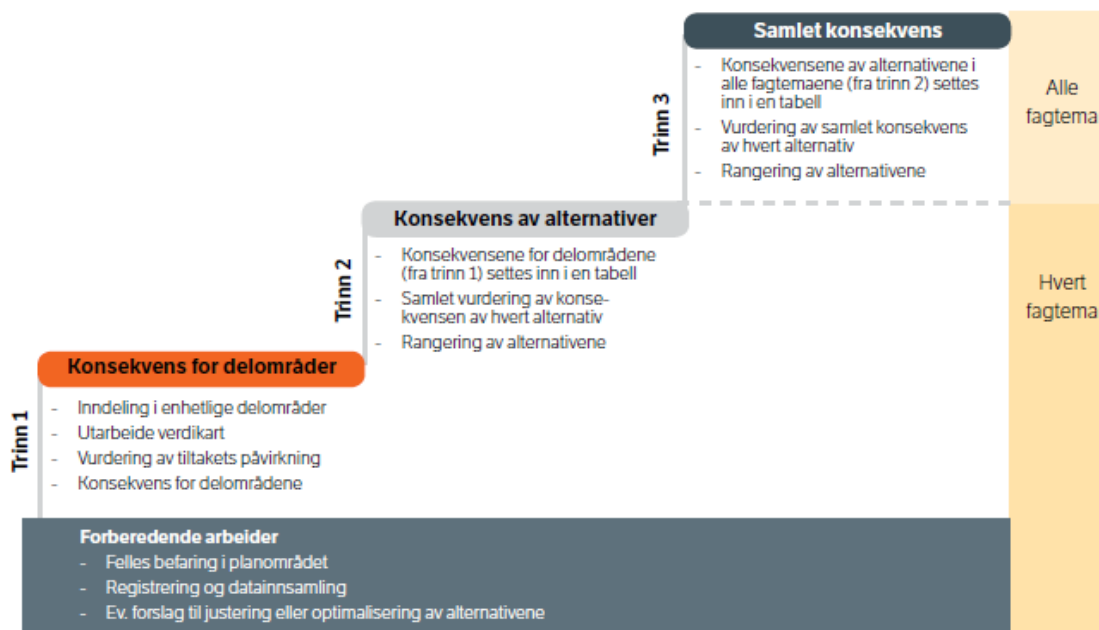 Samlet konsekvens
- Konsekvensene av alternativene i
alle fagtemaene (fra trinn 2) settes
inn i en tabell
- Vurdering av samlet konsekvens
av hvert alternativ
- Rangering av alternativene
Trinn 3
Alle
fagtema
Konsekvens av alternativer
- Konsekvensene for delområdene
(fra trinn 1) settes inn i en tabell
- Samlet vurdering av konse-
kvensen av hvert alternativ
- Rangering av alternativene
Trinn 2
Hvert
fagtema
Konsekvens for delområder
- Inndeling i enhetlige delområder
- Utarbeide verdikart
- Vurdering av tiltakets påvirkning
- Konsekvens for delområdene
Trinn 1
Forberedende arbeider
- Felles befaring i planområdet
- Registrering og datainnsamling
- Ev. forslag til justering eller optimalisering av alternativene